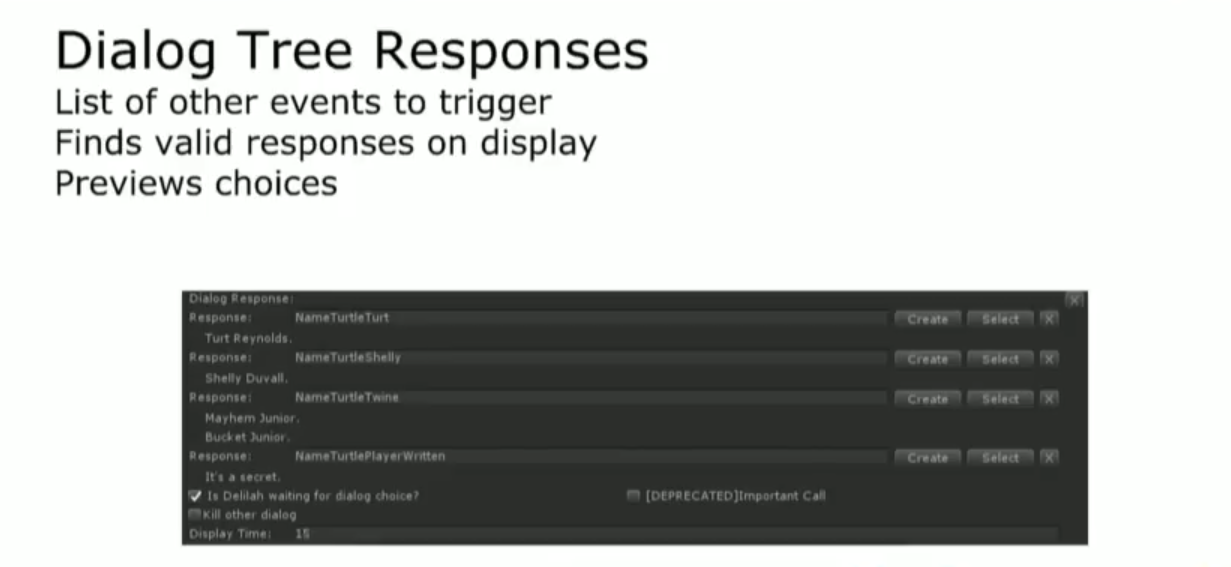 Dialog Tree Responses
List of other events to trigger
Finds valid responses on display
Previews choices
Dialog Response: X
Response: NameTurtleTurt Create Select X
Turt Reynolds.
Response: NameTurtleShelly Create Select X
Shelly Duvall.
Response: NameTurtleTwine Create Select X
Mayhem Junior.
Bucket Junior.
Response: NameTurtlePlayerWritten Create Select X
It's a secret.
Is Delilah waiting for dialog choice? [DEPRECATED]Important Call
Kill other dialog
Display Time: 15